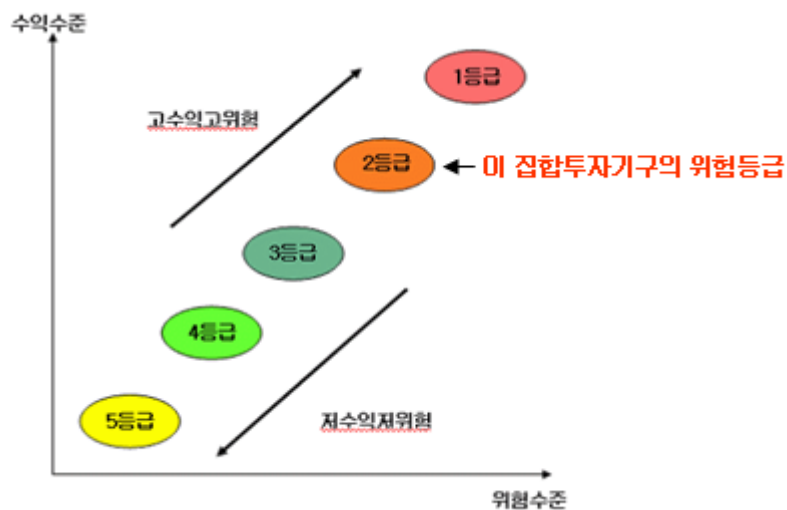 수익수준
1등급
고수익고위험
2등급
이 집합투자기구의 위험등급
3등급
4등급
5등급
저수익저위험
위험수준